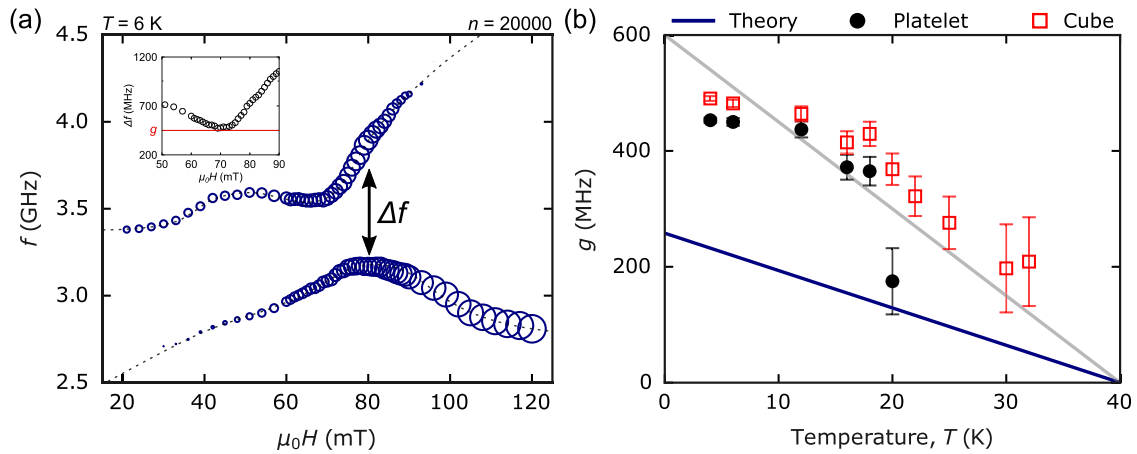 (a)
T = 6 K
n = 20000
4.5
4.0
3.5
3.0
2.5
f (GHz)
20
40
60
80
100
120
μ₀H (mT)
Δf
1200
700
g
200
Δf (MHz)
50
60
70
80
90
μ₀H (mT)
(b)
Theory
Platelet
Cube
600
400
200
0
g (MHz)
0
10
20
30
40
Temperature, T (K)